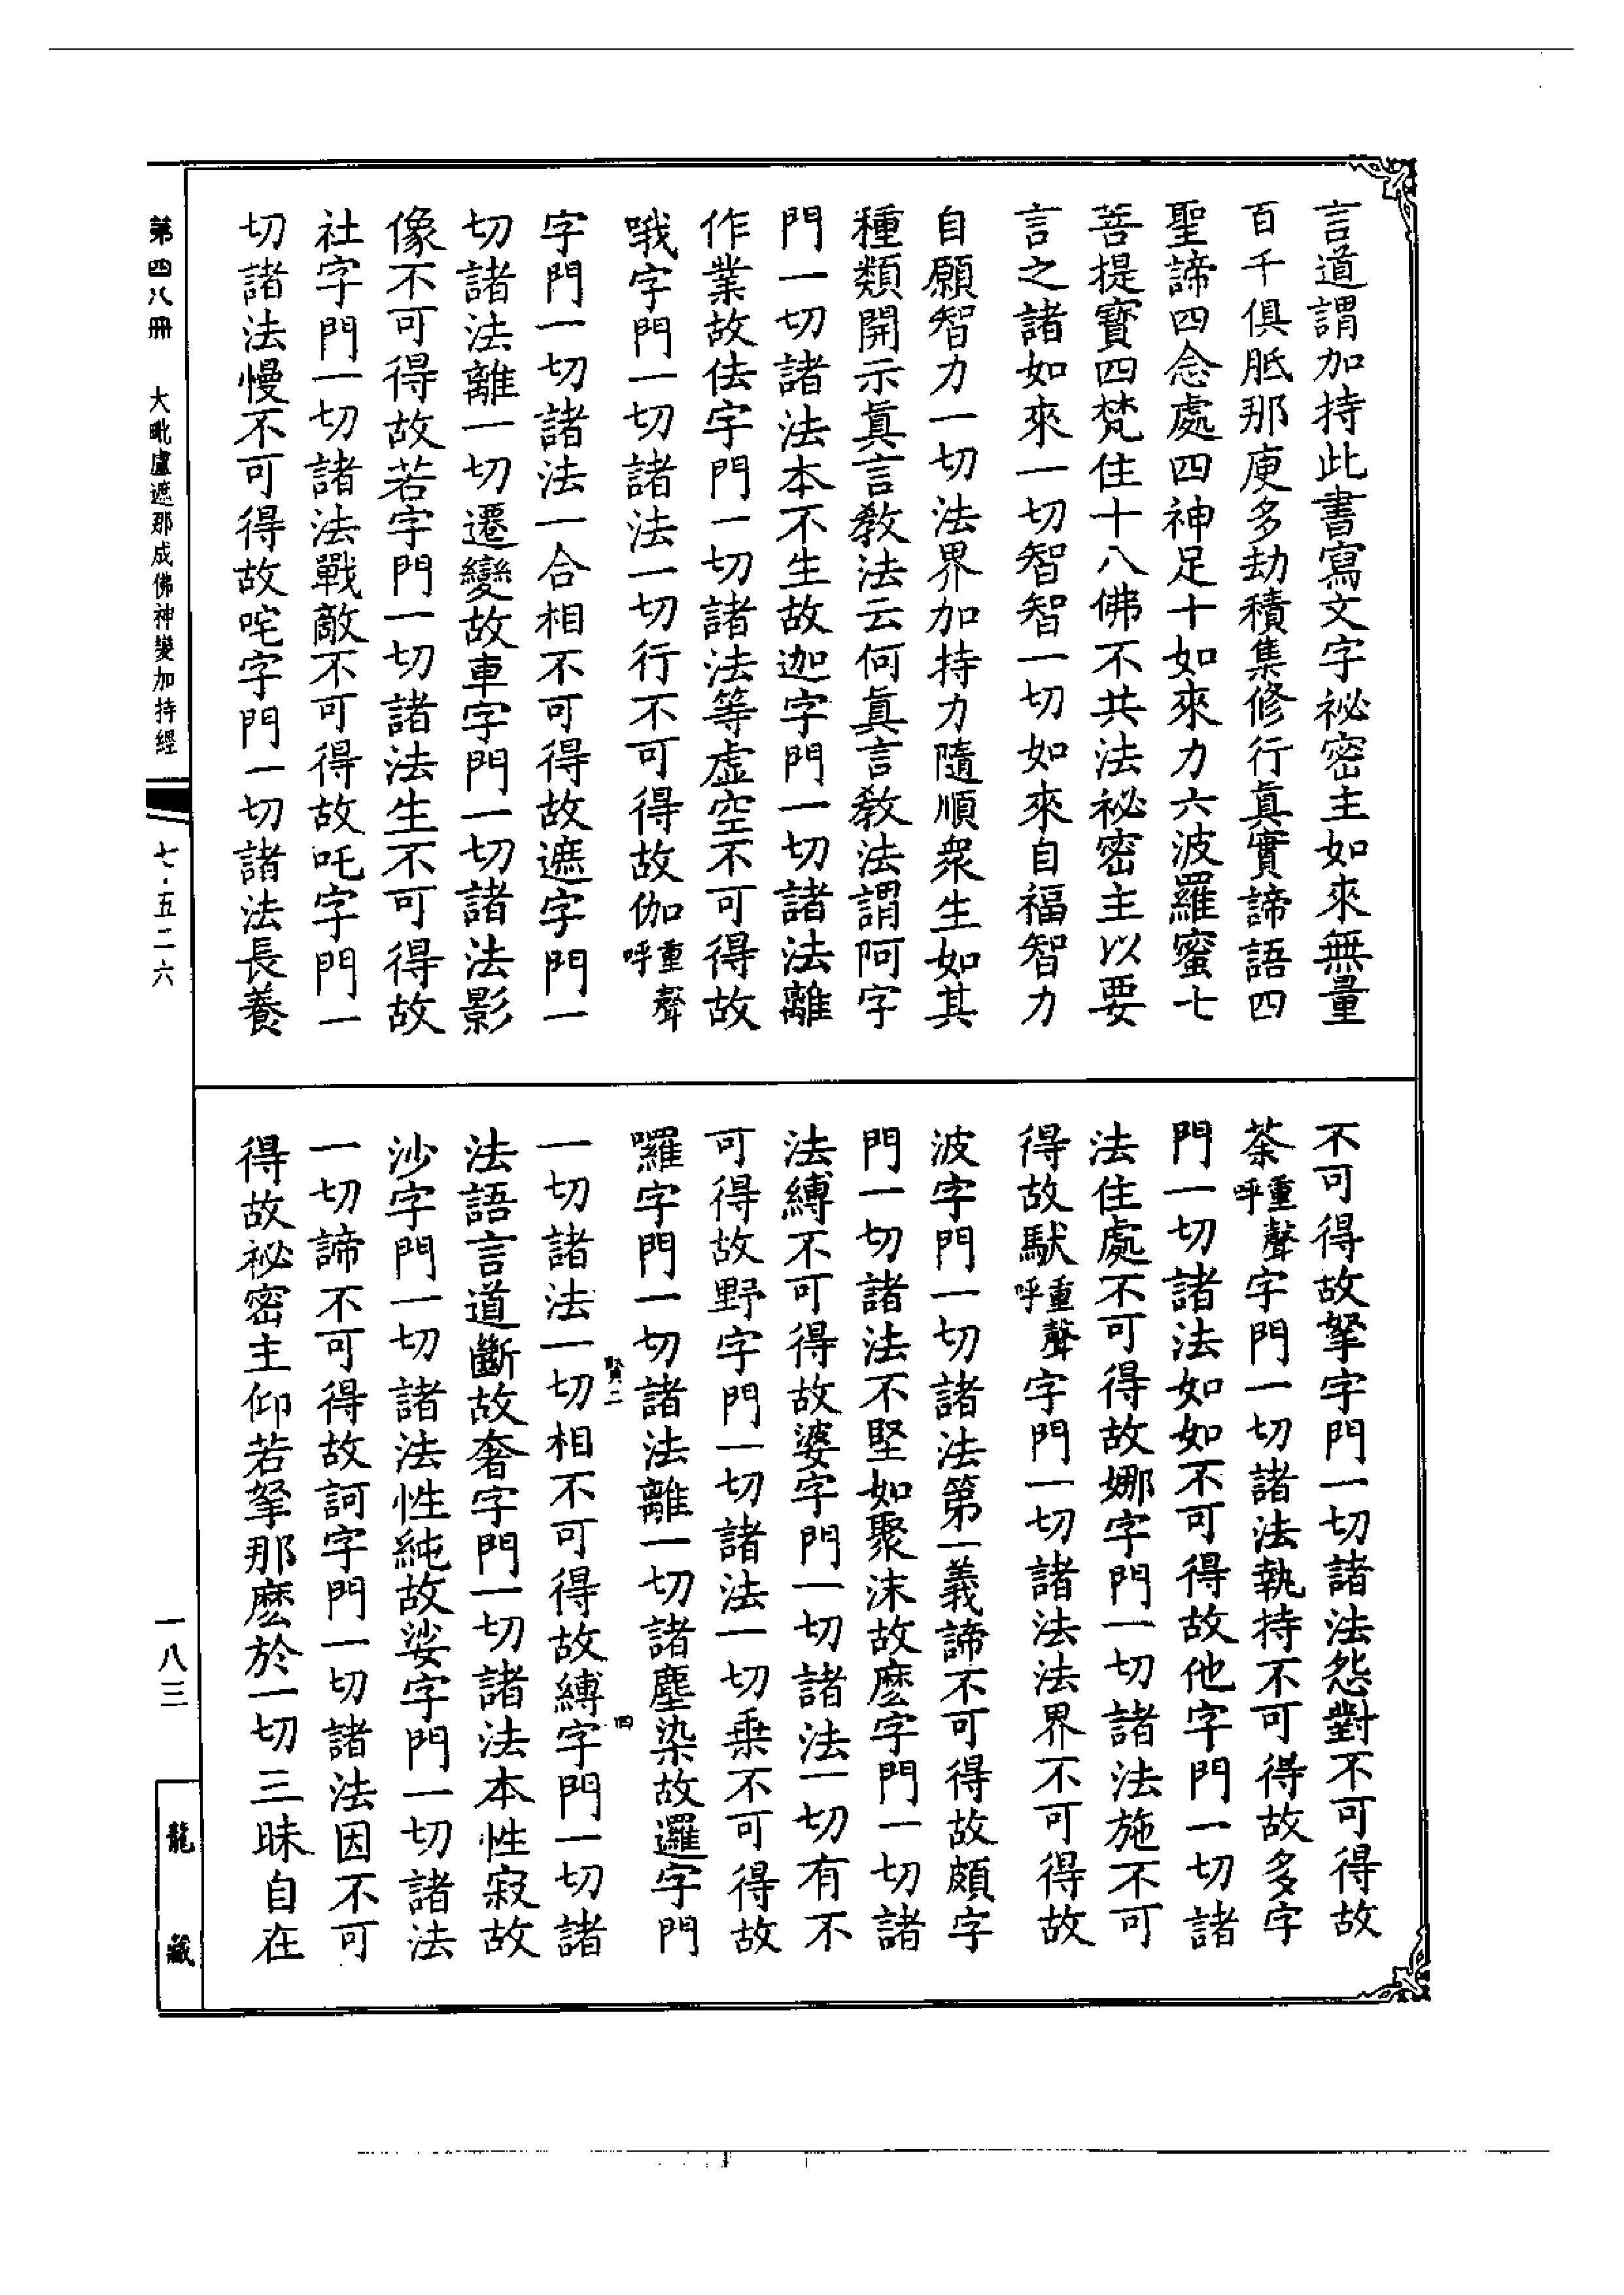 言道謂加持此書寫文字祕密主如來無量
百千俱胝那庾多劫積集修行眞實諦語四
聖諦四念處四神足十如來力六波羅蜜七
菩提寶四梵住十八佛不共法祕密主以要
言之諸如來一切智智一切如來自福智力
自願智力一切法界加持力隨順衆生如其
種類開示眞言教法云何眞言教法謂阿字
門一切諸法本不生故迦字門一切諸法離
作業故佉字門一切諸法等虛空不可得故
哦字門一切諸法一切行不可得故伽重聲呼
字門一切諸法一合相不可得故遮字門一
切諸法離一切遷變故車字門一切諸法影
像不可得故若字門一切諸法生不可得故
社字門一切諸法戰敵不可得故吒字門一
切諸法慢不可得故咤字門一切諸法長養
不可得故拏字門一切諸法怨對不可得故
荼重聲呼字門一切諸法執持不可得故多字
門一切諸法如如不可得故他字門一切諸
法住處不可得故娜字門一切諸法施不可
得故馱重聲呼字門一切諸法法界不可得故
波字門一切諸法第一義諦不可得故頗字
門一切諸法不堅如聚沫故麼字門一切諸
法縛不可得故婆字門一切諸法一切有不
可得故野字門一切諸法一切乘不可得故
囉字門一切諸法離一切諸塵染故邏字門
賢二
四
一切諸法一切相不可得故縛字門一切諸
法語言道斷故奢字門一切諸法本性寂故
沙字門一切諸法性純故娑字門一切諸法
一切諦不可得故訶字門一切諸法因不可
得故祕密主仰若拏那麼於一切三昧自在
第四八冊
大毗盧遮那成佛神變加持經
七·五二六
一八三
龍藏